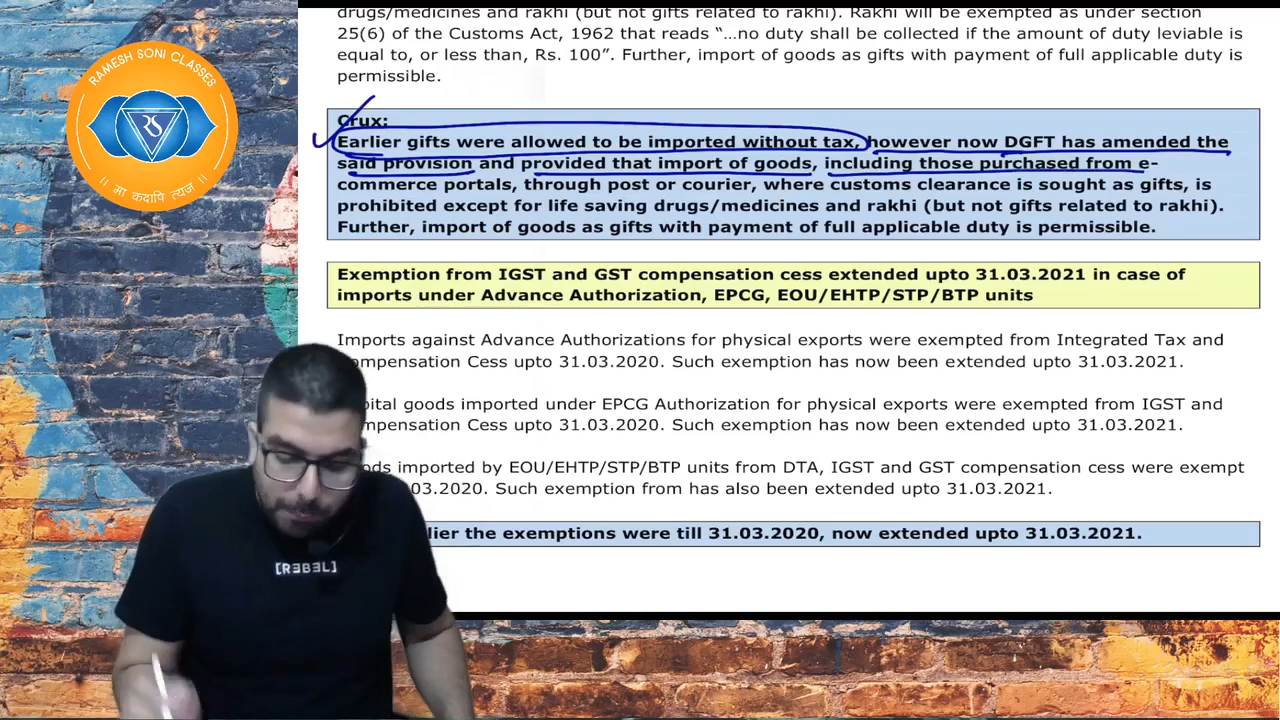 RAMESH SONI CLASSES
RS
।। मा कदापि त्यज ।।
drugs/medicines and rakhi (but not gifts related to rakhi). Rakhi will be exempted as under section
25(6) of the Customs Act, 1962 that reads “…no duty shall be collected if the amount of duty leviable is
equal to, or less than, Rs. 100”. Further, import of goods as gifts with payment of full applicable duty is
permissible.
Crux:
Earlier gifts were allowed to be imported without tax, however now DGFT has amended the
said provision and provided that import of goods, including those purchased from e-
commerce portals, through post or courier, where customs clearance is sought as gifts, is
prohibited except for life saving drugs/medicines and rakhi (but not gifts related to rakhi).
Further, import of goods as gifts with payment of full applicable duty is permissible.
Exemption from IGST and GST compensation cess extended upto 31.03.2021 in case of
imports under Advance Authorization, EPCG, EOU/EHTP/STP/BTP units
Imports against Advance Authorizations for physical exports were exempted from Integrated Tax and
ompensation Cess upto 31.03.2020. Such exemption has now been extended upto 31.03.2021.
pital goods imported under EPCG Authorization for physical exports were exempted from IGST and
mpensation Cess upto 31.03.2020. Such exemption has now been extended upto 31.03.2021.
ods imported by EOU/EHTP/STP/BTP units from DTA, IGST and GST compensation cess were exempt
03.2020. Such exemption from has also been extended upto 31.03.2021.
lier the exemptions were till 31.03.2020, now extended upto 31.03.2021.
[REBEL]